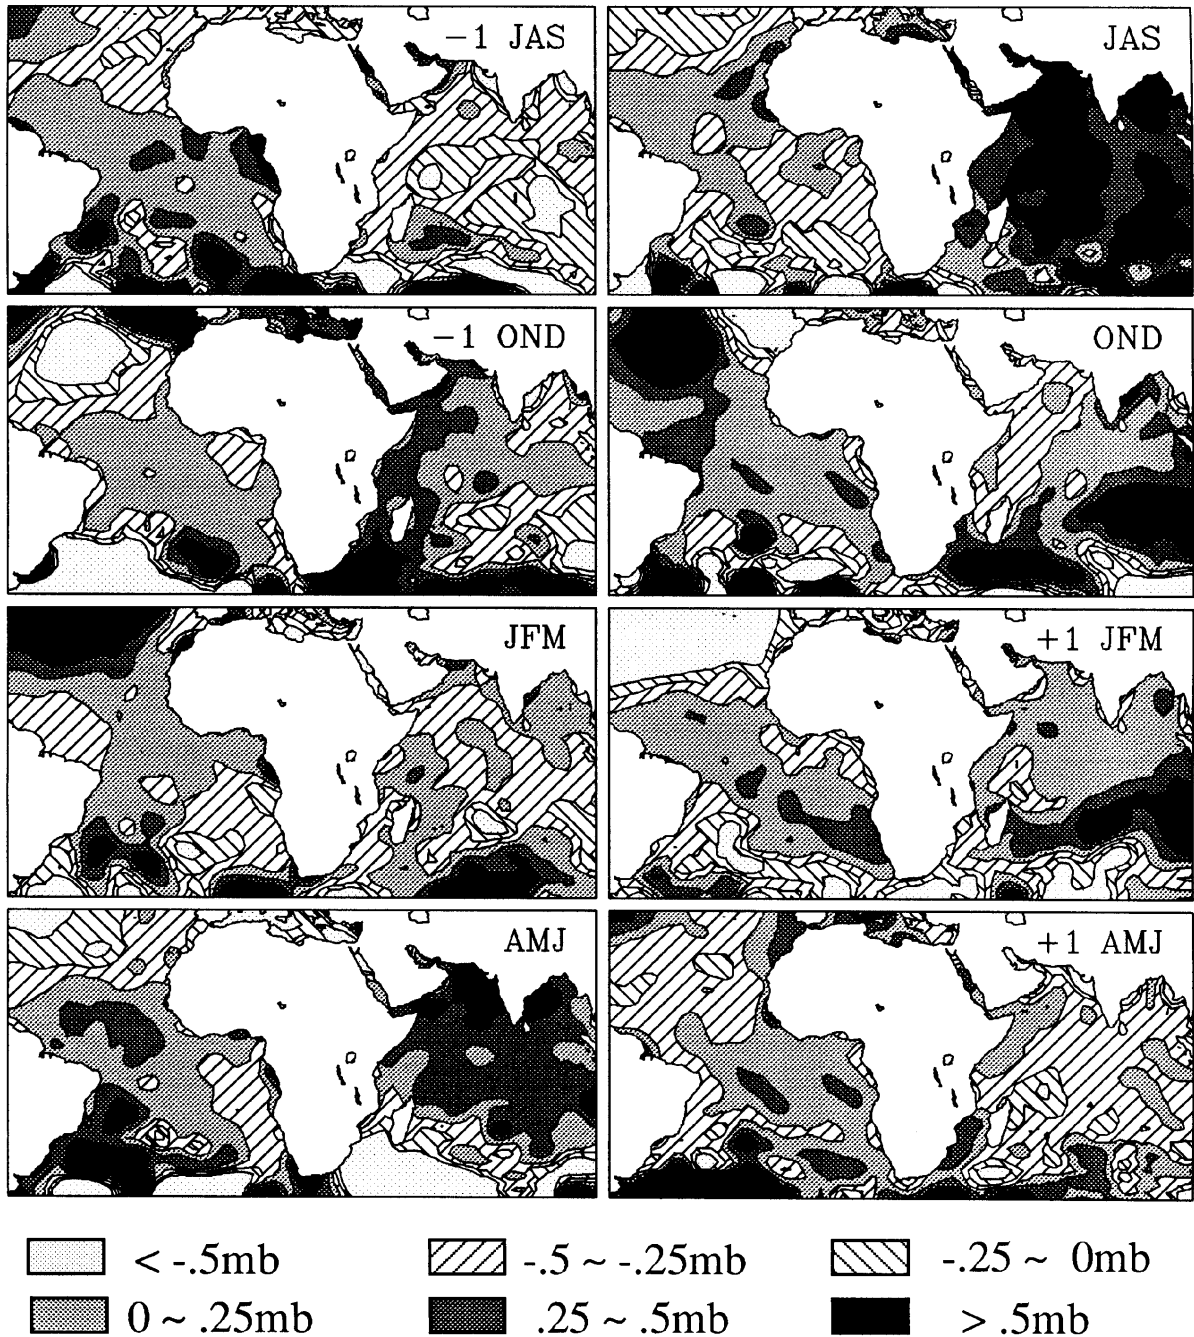 −1 JAS
JAS
−1 OND
OND
JFM
+1 JFM
AMJ
+1 AMJ
< -.5mb
-.5 ~ -.25mb
-.25 ~ 0mb
0 ~ .25mb
.25 ~ .5mb
> .5mb